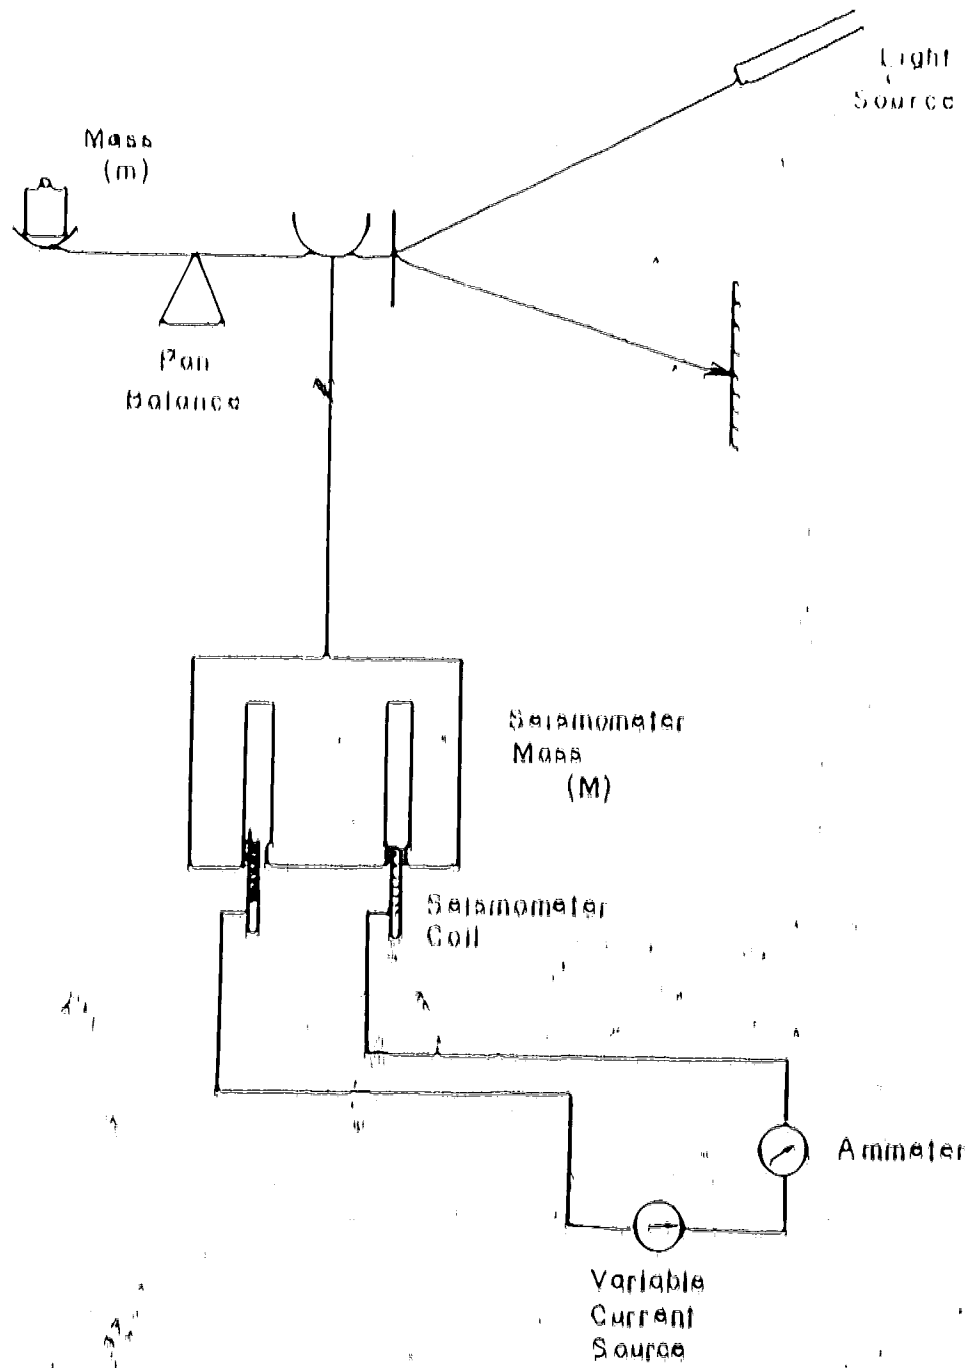 Light
Source
Mass
(m)
Pan
Balance
Seismometer
Mass
(M)
Seismometer
Coil
Ammeter
Variable
Current
Source